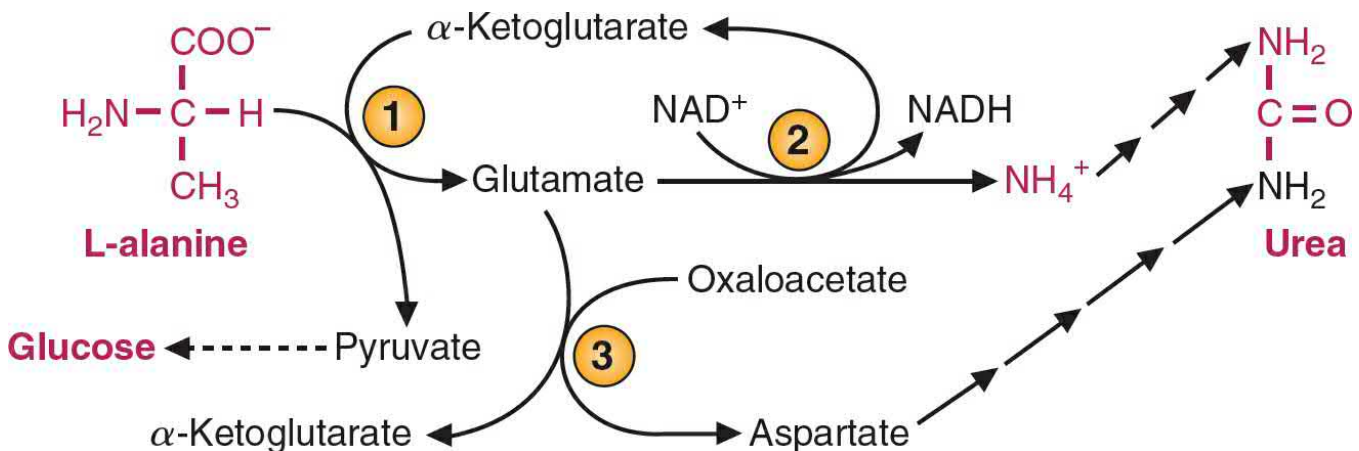 α-Ketoglutarate
COO⁻
H₂N–C–H
CH₃
L-alanine
1
NAD⁺
2
NADH
Glutamate
NH₄⁺
NH₂
C=O
NH₂
Urea
Oxaloacetate
Glucose
Pyruvate
3
α-Ketoglutarate
Aspartate